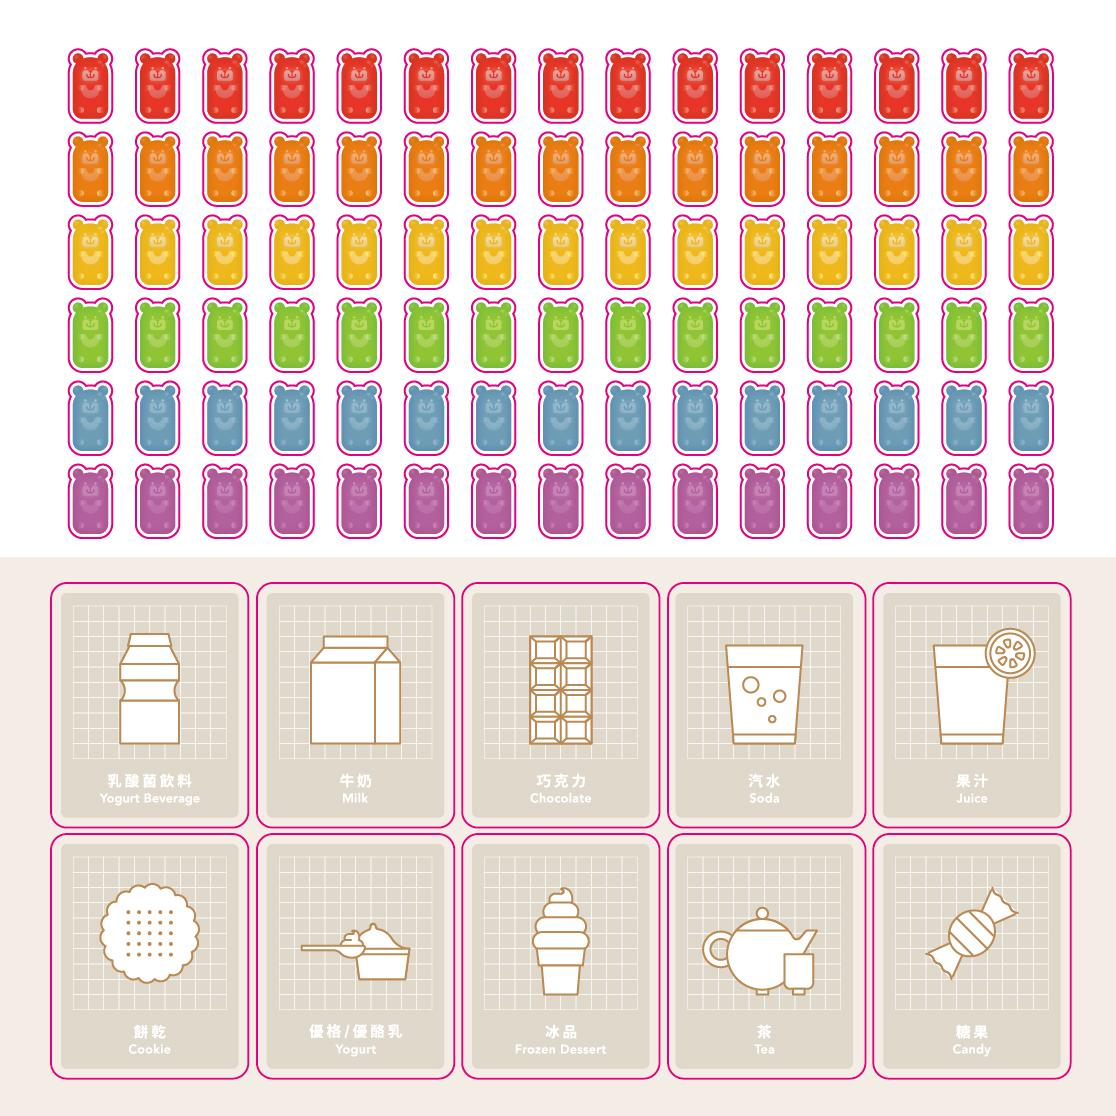 乳酸菌飲料
Yogurt Beverage
牛奶
Milk
巧克力
Chocolate
汽水
Soda
果汁
Juice
餅乾
Cookie
優格/優酪乳
Yogurt
冰品
Frozen Dessert
茶
Tea
糖果
Candy